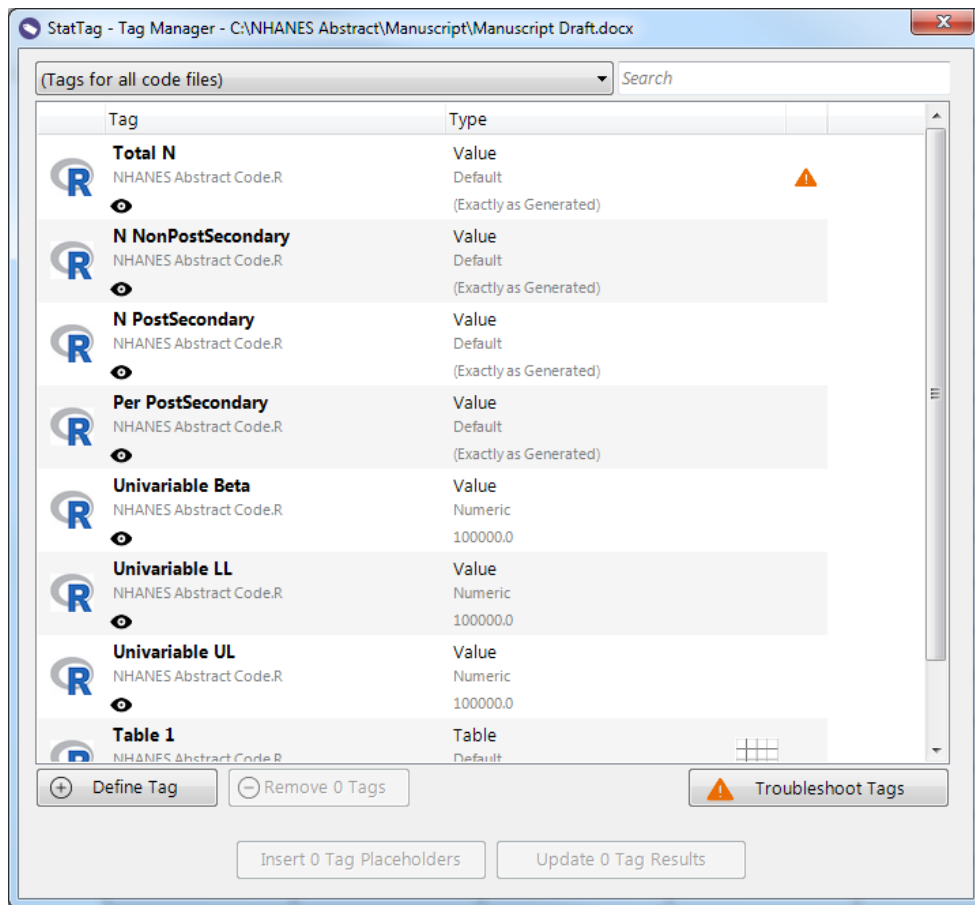 StatTag - Tag Manager - C:\NHANES Abstract\Manuscript\Manuscript Draft.docx
(Tags for all code files) Search
Tag Type
Total N Value
NHANES Abstract Code.R Default
(Exactly as Generated)
N NonPostSecondary Value
NHANES Abstract Code.R Default
(Exactly as Generated)
N PostSecondary Value
NHANES Abstract Code.R Default
(Exactly as Generated)
Per PostSecondary Value
NHANES Abstract Code.R Default
(Exactly as Generated)
Univariable Beta Value
NHANES Abstract Code.R Numeric
100000.0
Univariable LL Value
NHANES Abstract Code.R Numeric
100000.0
Univariable UL Value
NHANES Abstract Code.R Numeric
100000.0
Table 1 Table
NHANES Abstract Code.R Default
Define Tag Remove 0 Tags Troubleshoot Tags
Insert 0 Tag Placeholders Update 0 Tag Results